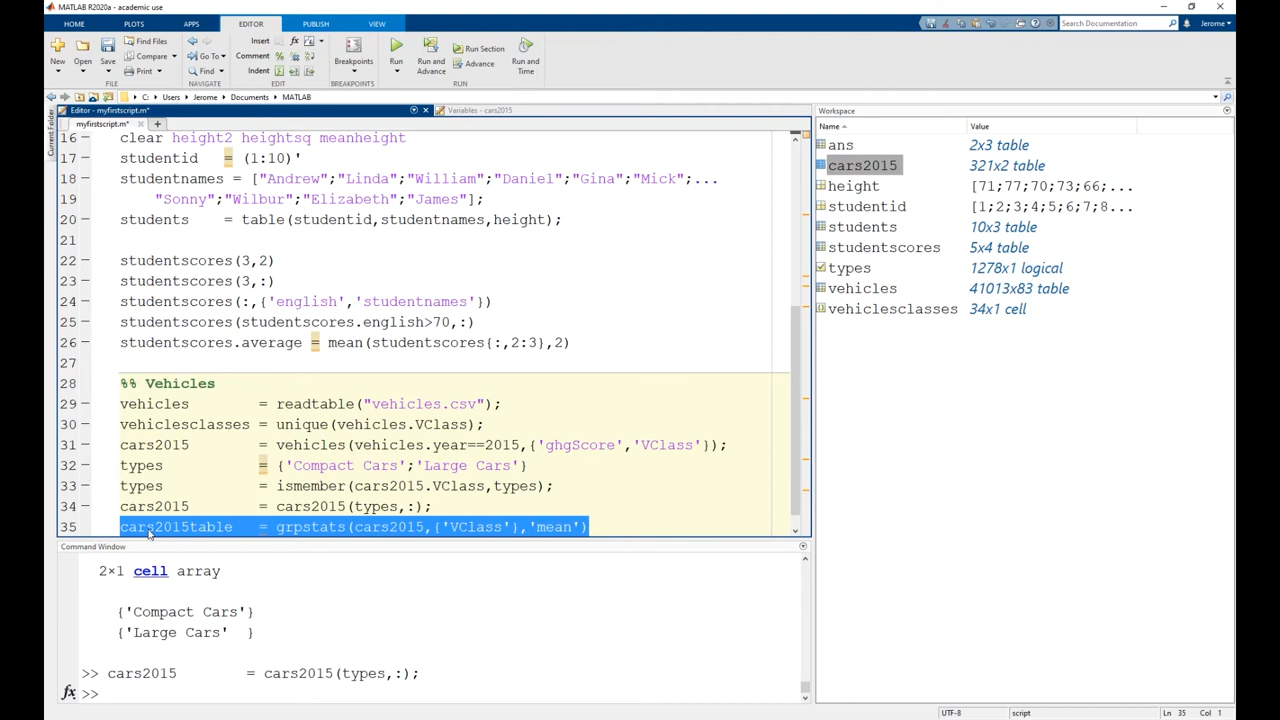 MATLAB R2020a - academic use
HOME PLOTS APPS EDITOR PUBLISH VIEW Search Documentation Jerome
New Open Save Find Files Compare Print Go To Find Insert Comment Indent fx Breakpoints Run Run and Advance Run Section Advance Run and Time
FILE NAVIGATE EDIT BREAKPOINTS RUN
C: Users Jerome Documents MATLAB
Current Folder
Editor - myfirstscript.m* Variables - cars2015
myfirstscript.m*
16 clear height2 heightsq meanheight
17 studentid = (1:10)'
18 studentnames = ["Andrew";"Linda";"William";"Daniel";"Gina";"Mick";...
19 "Sonny";"Wilbur";"Elizabeth";"James"];
20 students = table(studentid,studentnames,height);
21
22 studentscores(3,2)
23 studentscores(3,:)
24 studentscores(:,{'english','studentnames'})
25 studentscores(studentscores.english>70,:)
26 studentscores.average = mean(studentscores{:,2:3},2)
27
28 %% Vehicles
29 vehicles = readtable("vehicles.csv");
30 vehiclesclasses = unique(vehicles.VClass);
31 cars2015 = vehicles(vehicles.year==2015,{'ghgScore','VClass'});
32 types = {'Compact Cars';'Large Cars'}
33 types = ismember(cars2015.VClass,types);
34 cars2015 = cars2015(types,:);
35 cars2015table = grpstats(cars2015,{'VClass'},'mean')
Command Window
2×1 cell array
{'Compact Cars'}
{'Large Cars' }
>> cars2015 = cars2015(types,:);
fx >>
Workspace
Name Value
ans 2x3 table
cars2015 321x2 table
height [71;77;70;73;66;...
studentid [1;2;3;4;5;6;7;8...
students 10x3 table
studentscores 5x4 table
types 1278x1 logical
vehicles 41013x83 table
vehiclesclasses 34x1 cell
UTF-8 script Ln 35 Col 1